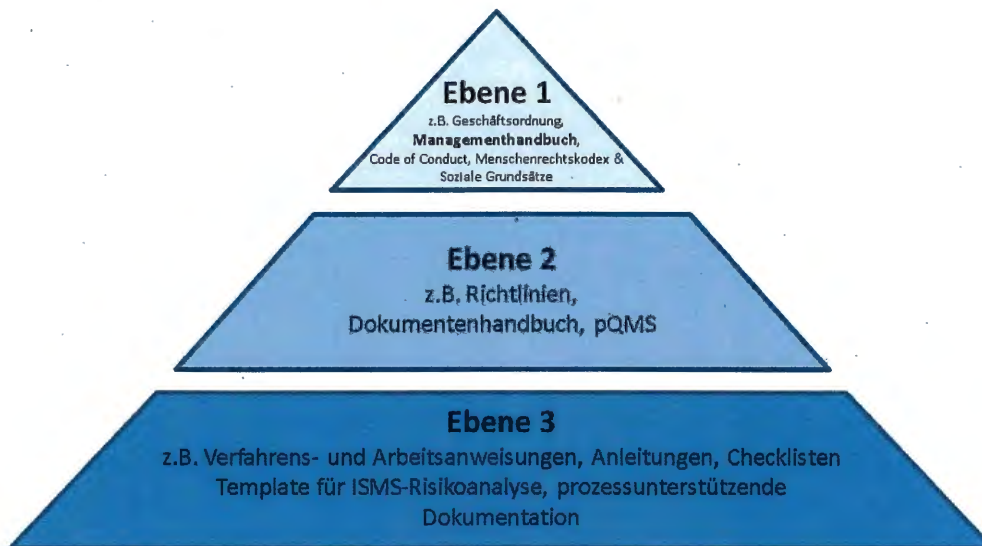 Ebene 1
z.B. Geschäftsordnung,
Managementhandbuch,
Code of Conduct, Menschenrechtskodex &
Soziale Grundsätze
Ebene 2
z.B. Richtlinien,
Dokumentenhandbuch, pQMS
Ebene 3
z.B. Verfahrens- und Arbeitsanweisungen, Anleitungen, Checklisten
Template für ISMS-Risikoanalyse, prozessunterstützende
Dokumentation